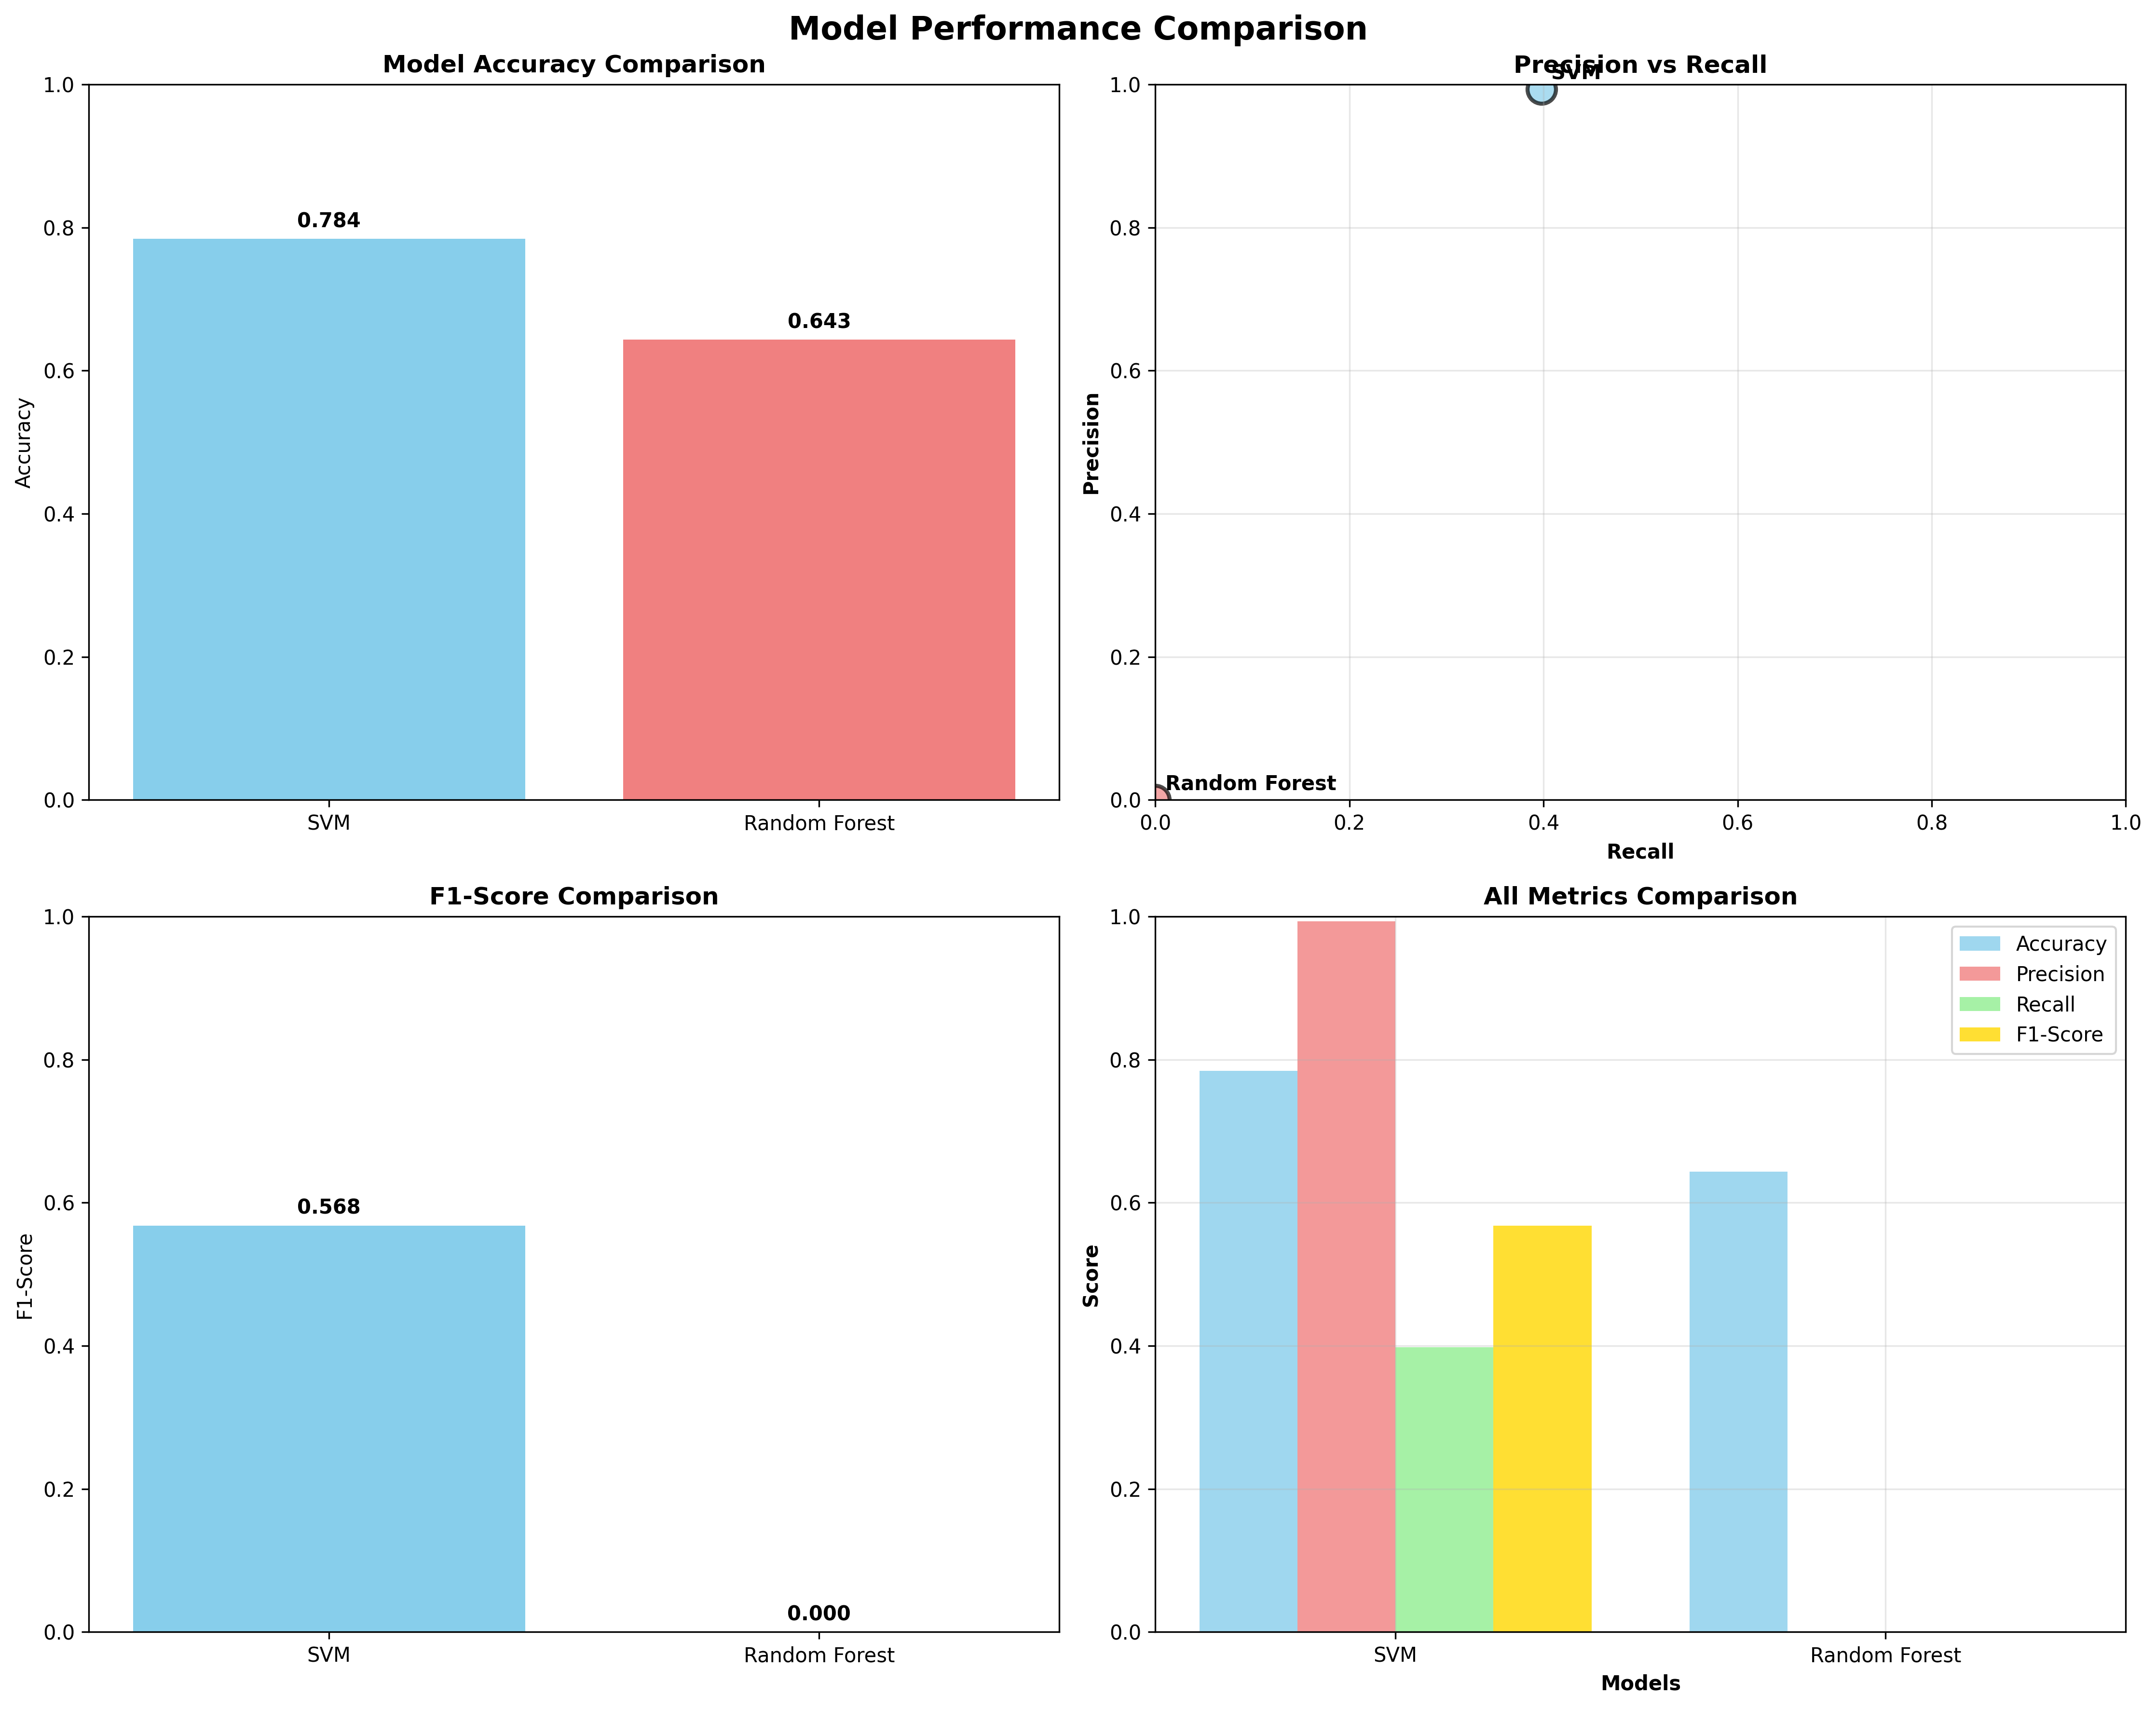 Model Performance Comparison
Model Accuracy Comparison
1.0
0.8
0.6
0.4
0.2
0.0
Accuracy
0.784
0.643
SVM
Random Forest
Precision vs Recall
SVM
1.0
0.8
0.6
0.4
0.2
0.0
Precision
Random Forest
0.0
0.2
0.4
0.6
0.8
1.0
Recall
F1-Score Comparison
1.0
0.8
0.6
0.4
0.2
0.0
F1-Score
0.568
0.000
SVM
Random Forest
All Metrics Comparison
1.0
0.8
0.6
0.4
0.2
0.0
Score
Accuracy
Precision
Recall
F1-Score
SVM
Random Forest
Models